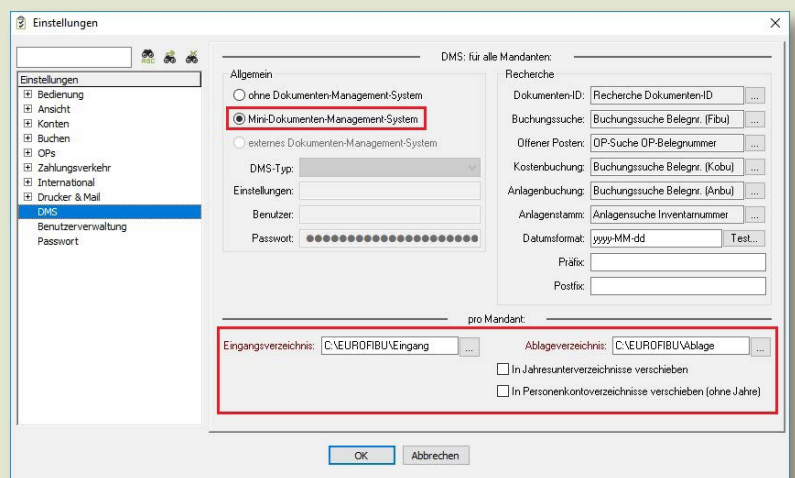 Einstellungen
ABC
Einstellungen
Bedienung
Ansicht
Konten
Buchen
OPs
Zahlungsverkehr
International
Drucker & Mail
DMS
Benutzerverwaltung
Passwort
DMS: für alle Mandanten:
Allgemein
ohne Dokumenten-Management-System
Mini-Dokumenten-Management-System
externes Dokumenten-Management-System
DMS-Typ:
Einstellungen:
Benutzer:
Passwort: ●●●●●●●●●●●●●●●●●●●●●
Recherche
Dokumenten-ID: Recherche Dokumenten-ID ...
Buchungssuche: Buchungssuche Belegnr. (Fibu) ...
Offener Posten: OP-Suche OP-Belegnummer ...
Kostenbuchung: Buchungssuche Belegnr. (Kobu) ...
Anlagenbuchung: Buchungssuche Belegnr. (Anbu) ...
Anlagenstamm: Anlagensuche Inventarnummer ...
Datumsformat: yyyy-MM-dd Test...
Präfix:
Postfix:
pro Mandant:
Eingangsverzeichnis: C:\EUROFIBU\Eingang ...
Ablageverzeichnis: C:\EUROFIBU\Ablage ...
In Jahresunterverzeichnisse verschieben
In Personenkontoverzeichnisse verschieben (ohne Jahre)
OK Abbrechen